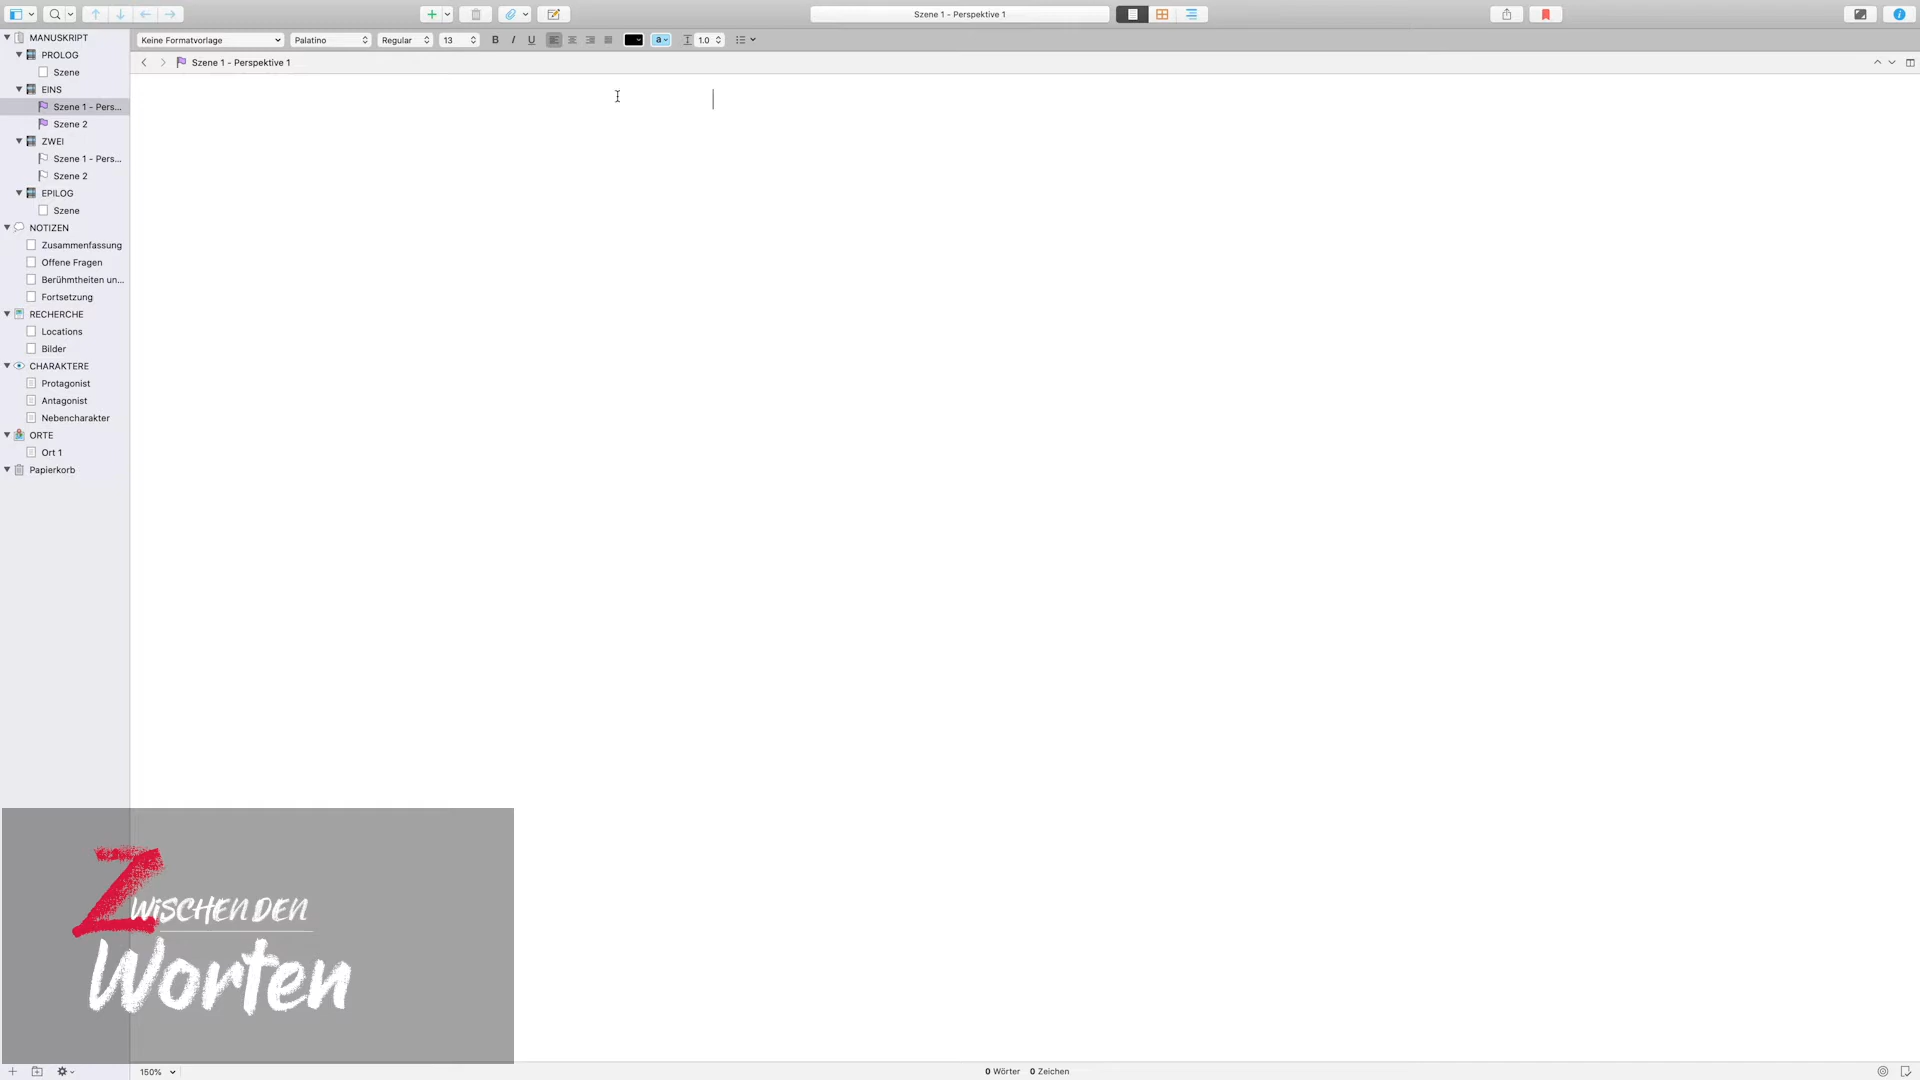 Szene 1 - Perspektive 1
Keine Formatvorlage
Palatino
Regular
13
B
I
U
a
1.0
Szene 1 - Perspektive 1
MANUSKRIPT
PROLOG
Szene
EINS
Szene 1 - Pers...
Szene 2
ZWEI
Szene 1 - Pers...
Szene 2
EPILOG
Szene
NOTIZEN
Zusammenfassung
Offene Fragen
Berühmtheiten un...
Fortsetzung
RECHERCHE
Locations
Bilder
CHARAKTERE
Protagonist
Antagonist
Nebencharakter
ORTE
Ort 1
Papierkorb
ZWISCHEN DEN
Worten
150%
0 Wörter 0 Zeichen